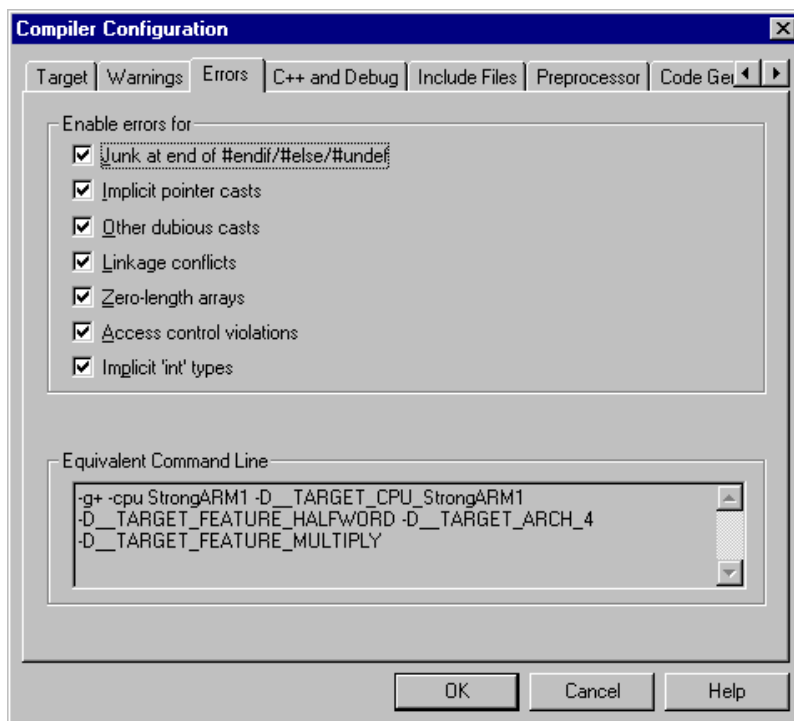 Compiler Configuration
Target Warnings Errors C++ and Debug Include Files Preprocessor Code Ger
Enable errors for
Junk at end of #endif/#else/#undef
Implicit pointer casts
Other dubious casts
Linkage conflicts
Zero-length arrays
Access control violations
Implicit 'int' types
Equivalent Command Line
-g+ -cpu StrongARM1 -D__TARGET_CPU_StrongARM1
-D__TARGET_FEATURE_HALFWORD -D__TARGET_ARCH_4
-D__TARGET_FEATURE_MULTIPLY
OK Cancel Help